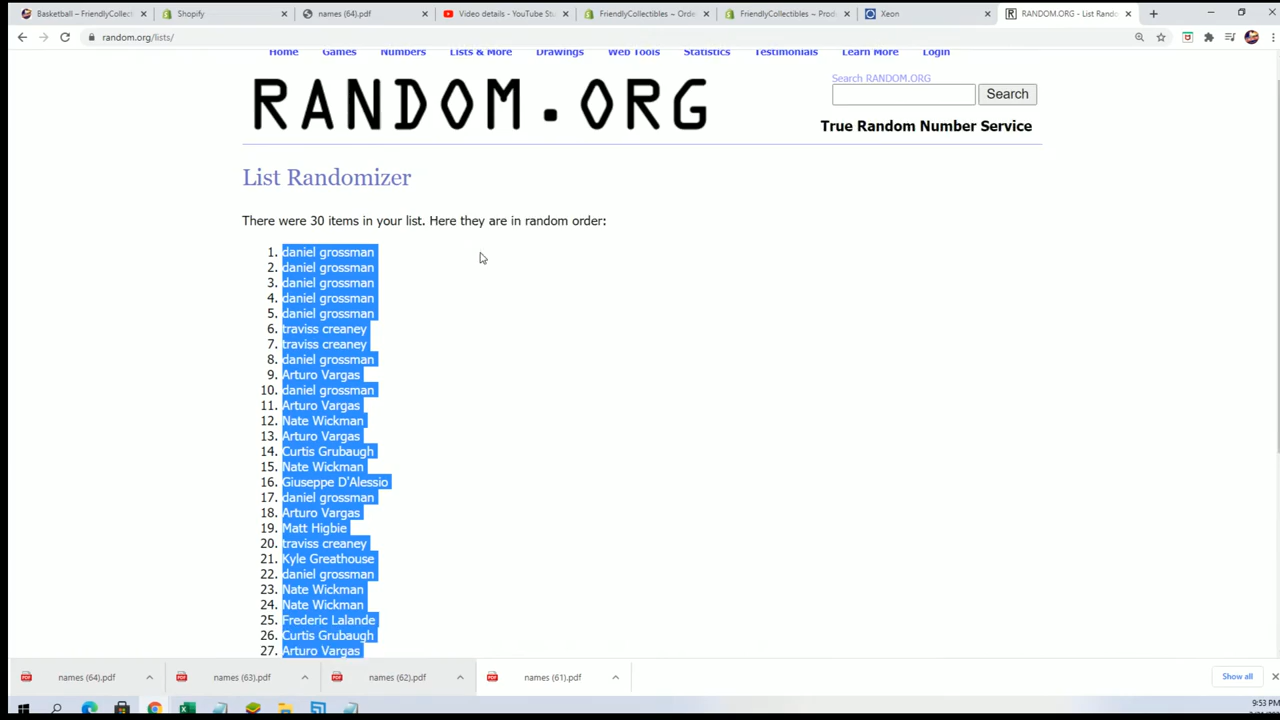 Basketball – FriendlyCollect
Shopify
names (64).pdf
Video details - YouTube Stu
FriendlyCollectibles ~ Orde
FriendlyCollectibles ~ Prod
Xeon
RANDOM.ORG - List Rando
random.org/lists/
Home Games Numbers Lists & More Drawings Web Tools Statistics Testimonials Learn More Login
RANDOM.ORG
Search RANDOM.ORG
Search
True Random Number Service
List Randomizer
There were 30 items in your list. Here they are in random order:
1. daniel grossman
2. daniel grossman
3. daniel grossman
4. daniel grossman
5. daniel grossman
6. traviss creaney
7. traviss creaney
8. daniel grossman
9. Arturo Vargas
10. daniel grossman
11. Arturo Vargas
12. Nate Wickman
13. Arturo Vargas
14. Curtis Grubaugh
15. Nate Wickman
16. Giuseppe D'Alessio
17. daniel grossman
18. Arturo Vargas
19. Matt Higbie
20. traviss creaney
21. Kyle Greathouse
22. daniel grossman
23. Nate Wickman
24. Nate Wickman
25. Frederic Lalande
26. Curtis Grubaugh
27. Arturo Vargas
names (64).pdf
names (63).pdf
names (62).pdf
names (61).pdf
Show all
9:53 PM